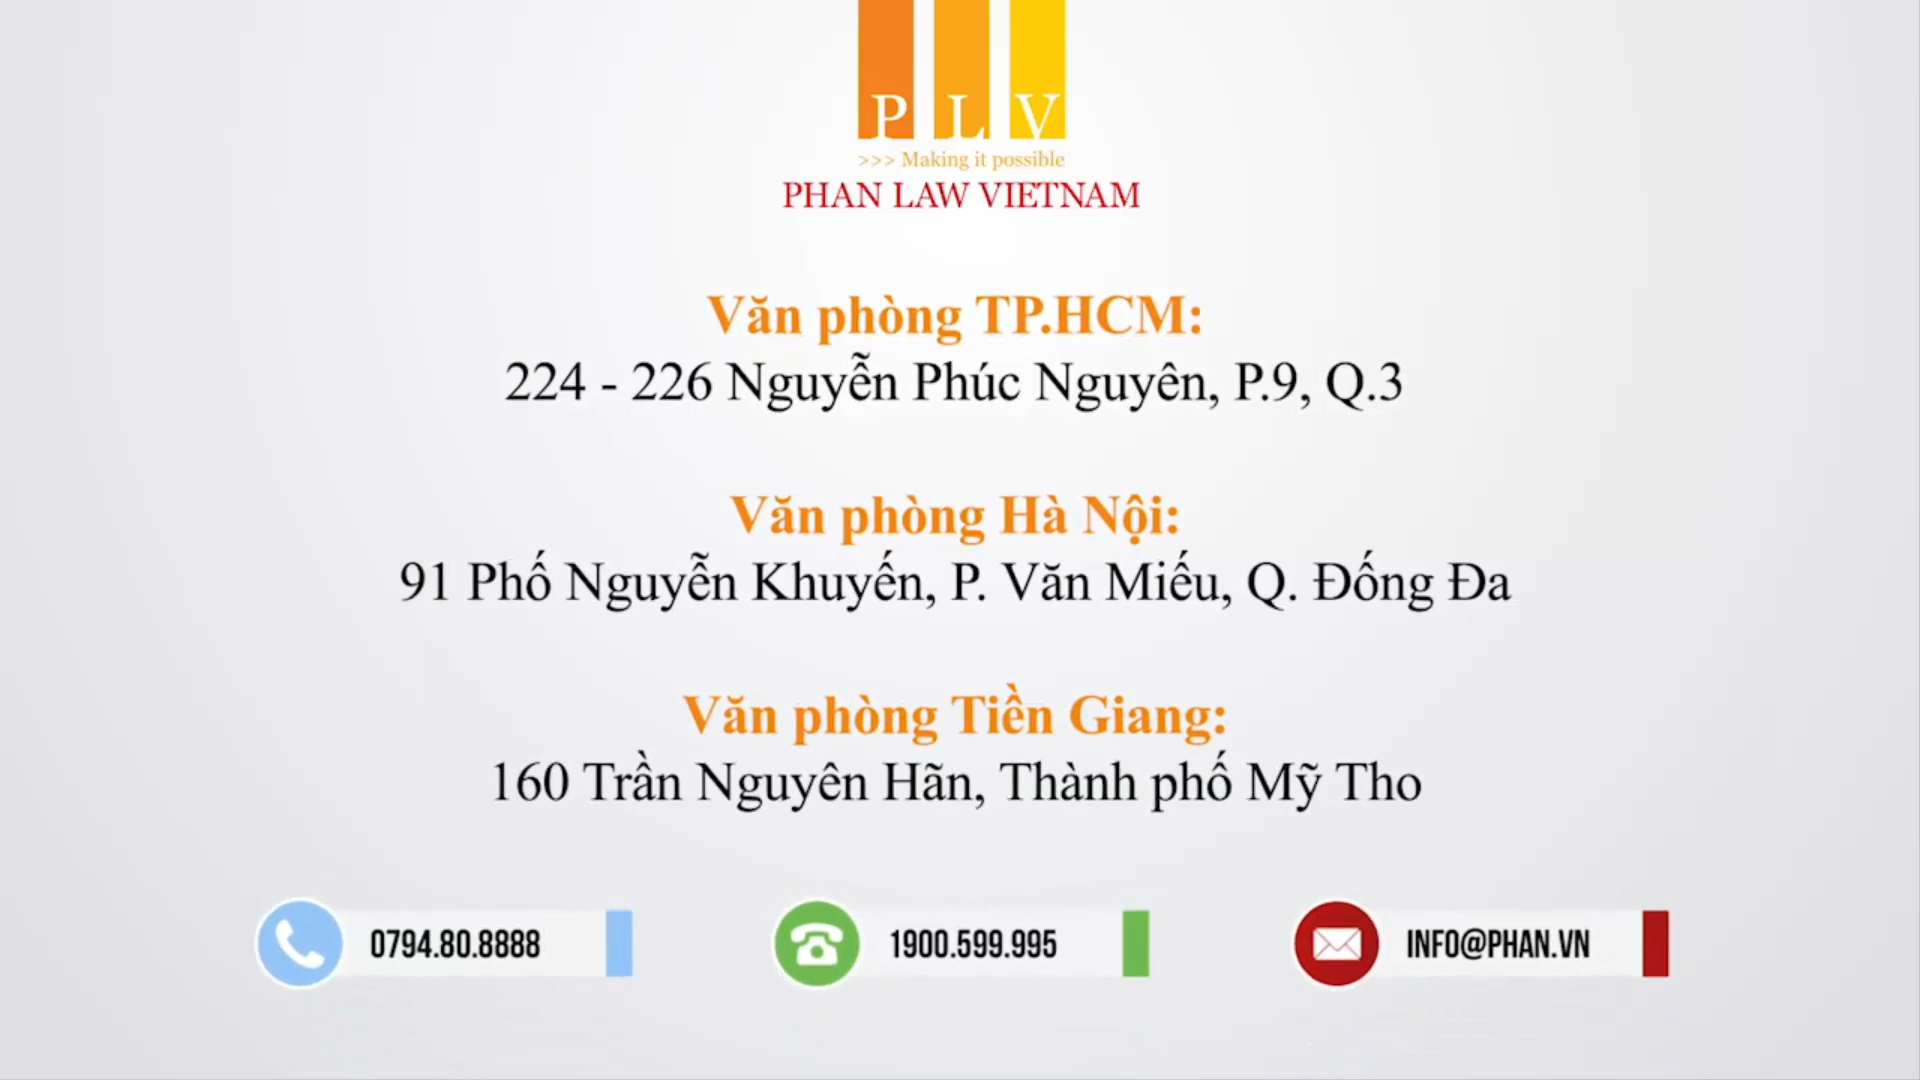 P L V
>>> Making it possible
PHAN LAW VIETNAM
Văn phòng TP.HCM:
224 - 226 Nguyễn Phúc Nguyên, P.9, Q.3
Văn phòng Hà Nội:
91 Phố Nguyễn Khuyến, P. Văn Miếu, Q. Đống Đa
Văn phòng Tiền Giang:
160 Trần Nguyên Hãn, Thành phố Mỹ Tho
0794.80.8888
1900.599.995
INFO@PHAN.VN